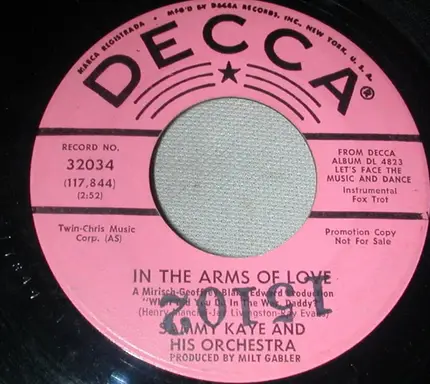 MARCA REGISTRADA • MF'D BY DECCA RECORDS, INC., NEW YORK, U.S.A.
DECCA®
RECORD NO.
32034
(117,844)
(2:52)
FROM DECCA
ALBUM DL 4823
LET'S FACE THE
MUSIC AND DANCE
Instrumental
Fox Trot
Twin-Chris Music
Corp. (AS)
Promotion Copy
Not For Sale
IN THE ARMS OF LOVE
A Mirisch-Geoffrey Blake Edward Production
"What Did You Do In The War, Daddy?"
(Henry Mancini-Jay Livingston-Ray Evans)
SAMMY KAYE AND
HIS ORCHESTRA
PRODUCED BY MILT GABLER